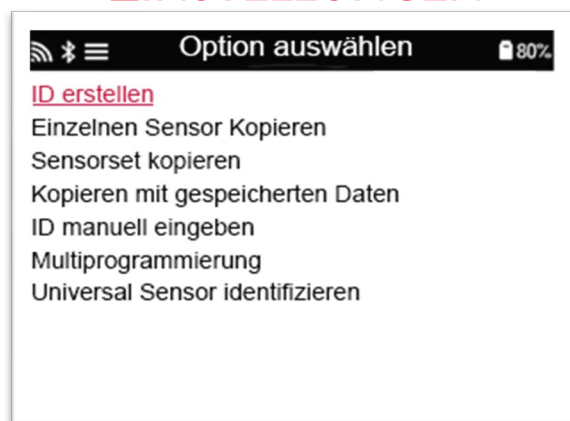 Option auswählen
80%
ID erstellen
Einzelnen Sensor Kopieren
Sensorset kopieren
Kopieren mit gespeicherten Daten
ID manuell eingeben
Multiprogrammierung
Universal Sensor identifizieren